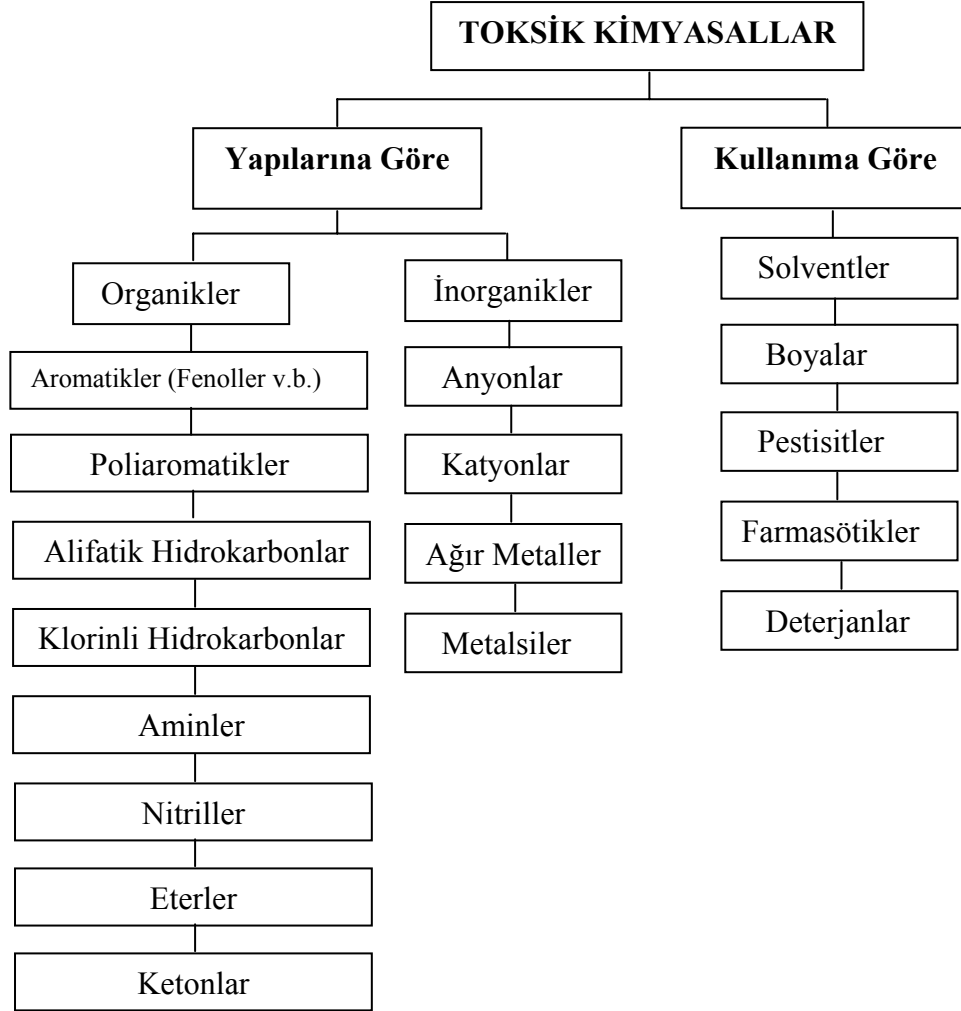 TOKSİK KİMYASALLAR
Yapılarına Göre
Kullanıma Göre
Organikler
Aromatikler (Fenoller v.b.)
Poliaromatikler
Alifatik Hidrokarbonlar
Klorinli Hidrokarbonlar
Aminler
Nitriller
Eterler
Ketonlar
İnorganikler
Anyonlar
Katyonlar
Ağır Metaller
Metalsiler
Solventler
Boyalar
Pestisitler
Farmasötikler
Deterjanlar